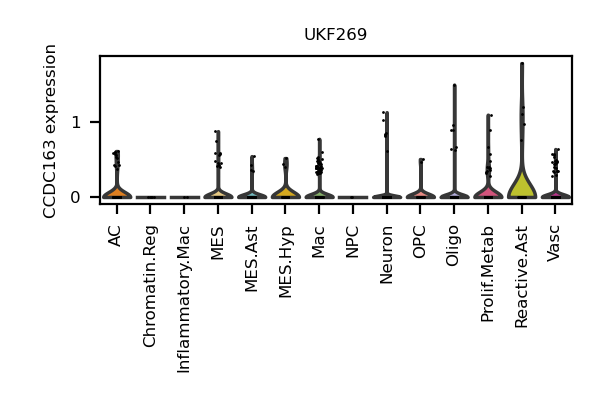 UKF269
CCDC163 expression
1
0
AC
Chromatin.Reg
Inflammatory.Mac
MES
MES.Ast
MES.Hyp
Mac
NPC
Neuron
OPC
Oligo
Prolif.Metab
Reactive.Ast
Vasc